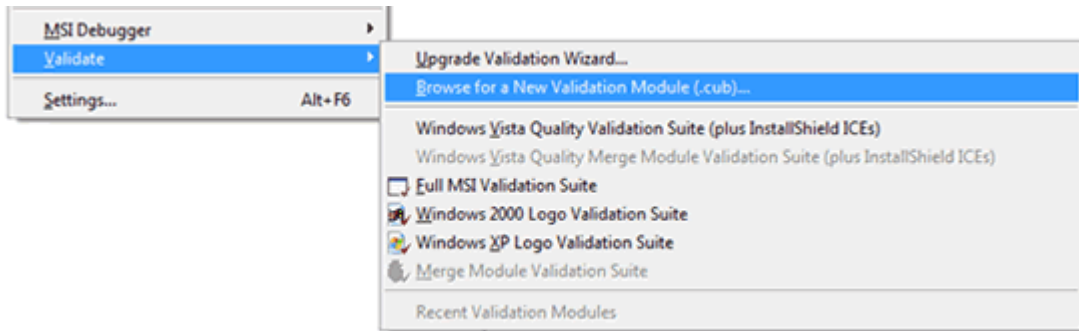 MSI Debugger
Validate
Settings... Alt+F6
Upgrade Validation Wizard...
Browse for a New Validation Module (.cub)...
Windows Vista Quality Validation Suite (plus InstallShield ICEs)
Windows Vista Quality Merge Module Validation Suite (plus InstallShield ICEs)
Full MSI Validation Suite
Windows 2000 Logo Validation Suite
Windows XP Logo Validation Suite
Merge Module Validation Suite
Recent Validation Modules